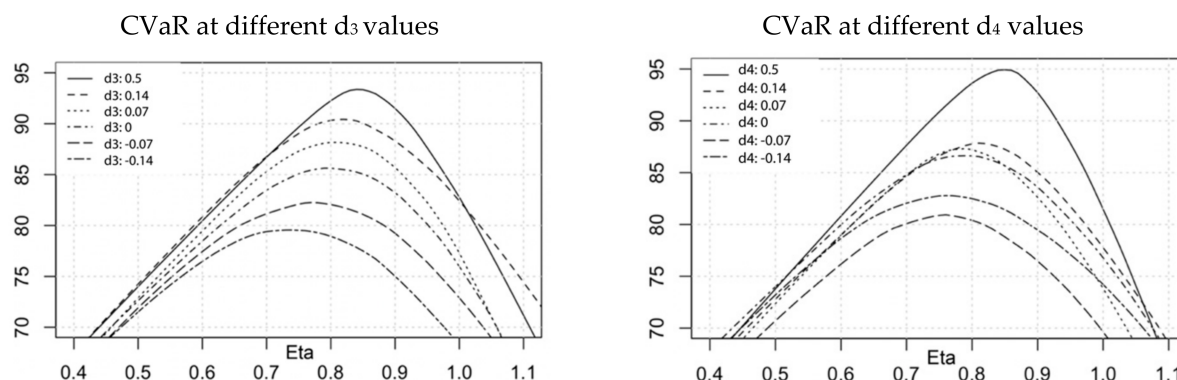 CVaR at different d₃ values
95
90
85
80
75
70
d3: 0.5
d3: 0.14
d3: 0.07
d3: 0
d3: -0.07
d3: -0.14
Eta
0.4 0.5 0.6 0.7 0.8 0.9 1.0 1.1
CVaR at different d₄ values
95
90
85
80
75
70
d4: 0.5
d4: 0.14
d4: 0.07
d4: 0
d4: -0.07
d4: -0.14
Eta
0.4 0.5 0.6 0.7 0.8 0.9 1.0 1.1